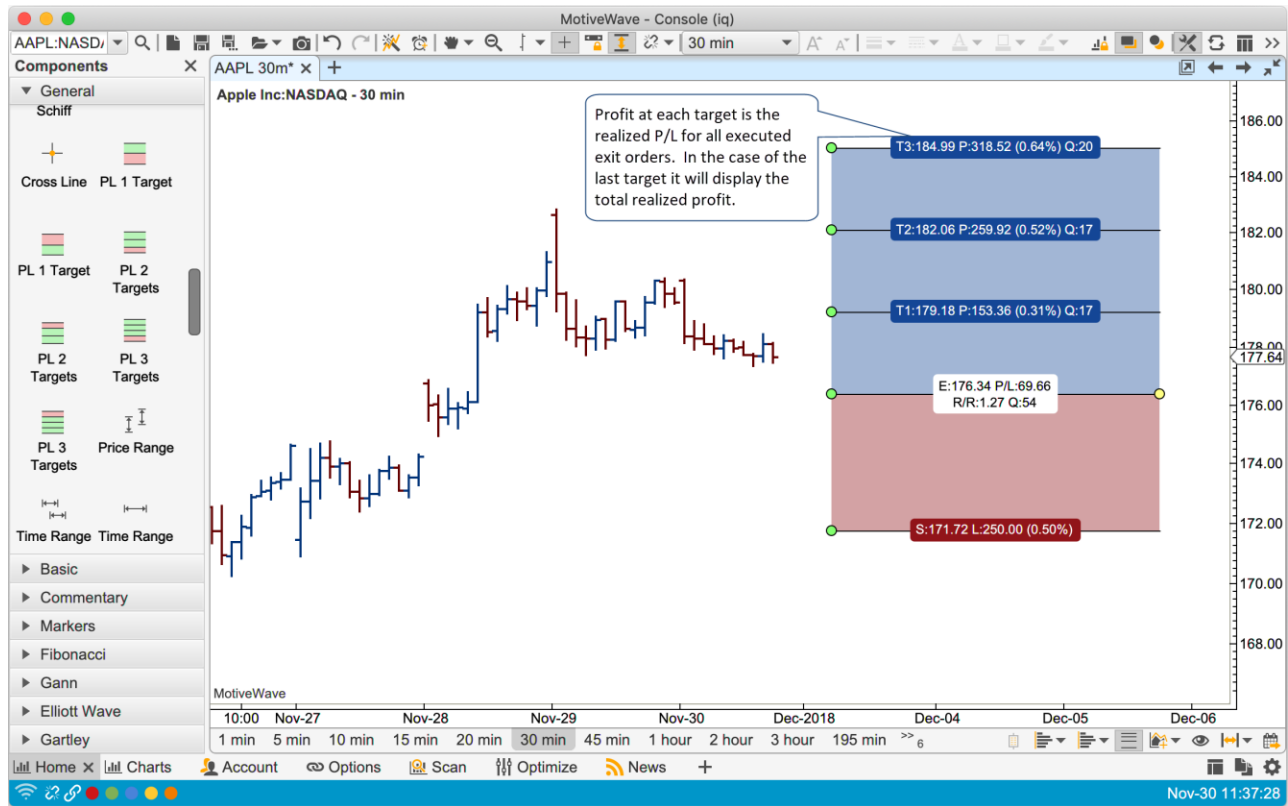 MotiveWave - Console (iq)
AAPL:NASD/
30 min
Components
AAPL 30m*
General
Schiff
Cross Line
PL 1 Target
PL 1 Target
PL 2
Targets
PL 2
Targets
PL 3
Targets
PL 3
Targets
Price Range
Time Range
Time Range
Basic
Commentary
Markers
Fibonacci
Gann
Elliott Wave
Gartley
Apple Inc:NASDAQ - 30 min
Profit at each target is the
realized P/L for all executed
exit orders. In the case of the
last target it will display the
total realized profit.
T3:184.99 P:318.52 (0.64%) Q:20
T2:182.06 P:259.92 (0.52%) Q:17
T1:179.18 P:153.36 (0.31%) Q:17
E:176.34 P/L:69.66
R/R:1.27 Q:54
S:171.72 L:250.00 (0.50%)
186.00
184.00
182.00
180.00
178.00
177.64
176.00
174.00
172.00
170.00
168.00
MotiveWave
10:00 Nov-27 Nov-28 Nov-29 Nov-30 Dec-2018 Dec-04 Dec-05 Dec-06
1 min 5 min 10 min 15 min 20 min 30 min 45 min 1 hour 2 hour 3 hour 195 min >> 6
Home Charts Account Options Scan Optimize News
Nov-30 11:37:28